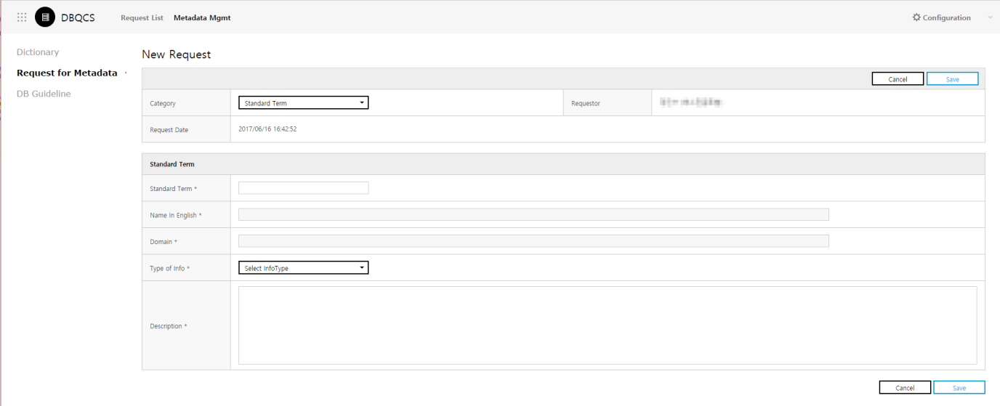 DBQCS Request List Metadata Mgmt Configuration
Dictionary
Request for Metadata
DB Guideline
New Request
Cancel Save
Category Standard Term Requestor
Request Date 2017/06/16 16:42:52
Standard Term
Standard Term *
Name In English *
Domain *
Type of Info * Select InfoType
Description *
Cancel Save